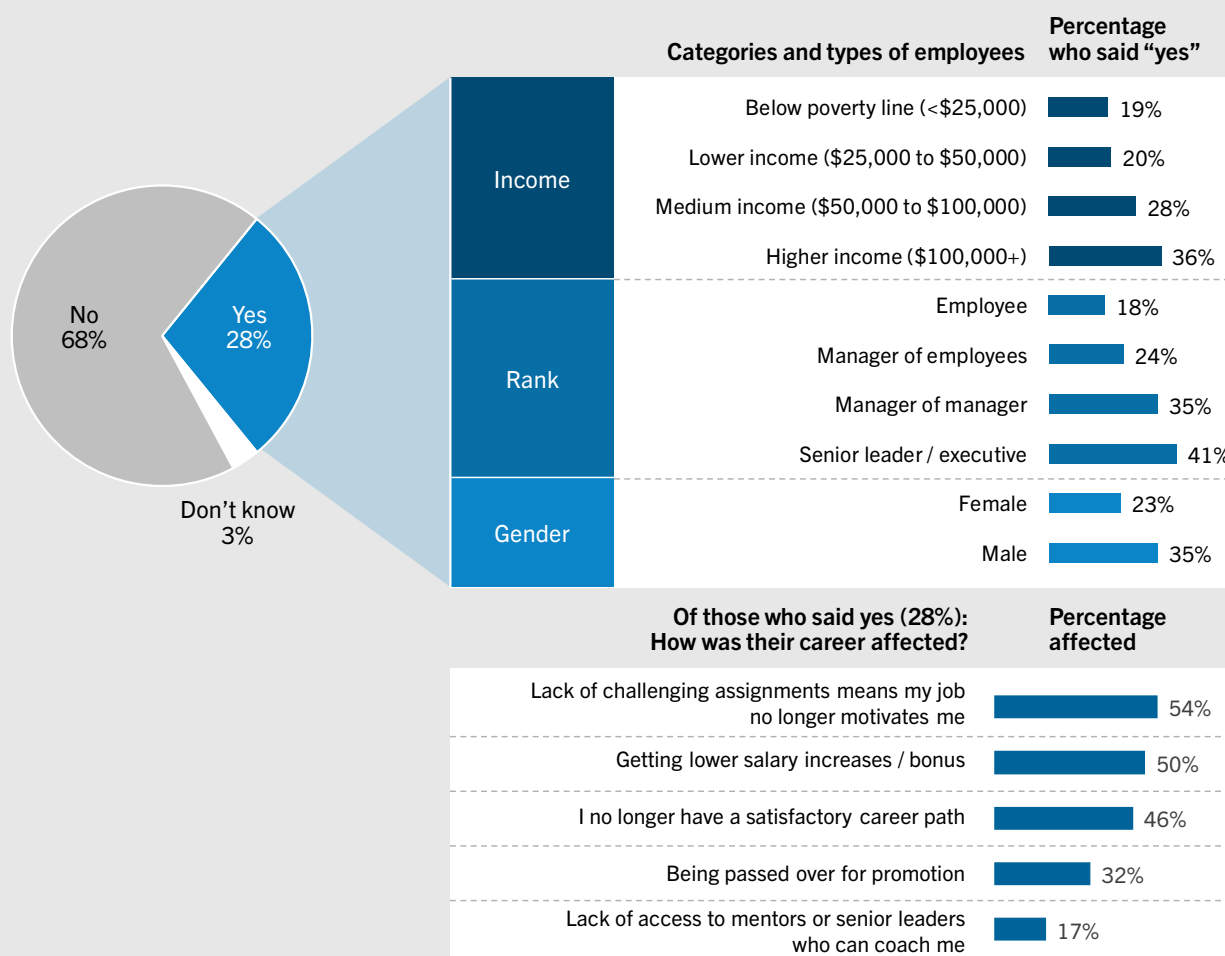 Categories and types of employees
Percentage
who said “yes”
No
68%
Yes
28%
Don’t know
3%
Income
Below poverty line (<$25,000)
19%
Lower income ($25,000 to $50,000)
20%
Medium income ($50,000 to $100,000)
28%
Higher income ($100,000+)
36%
Rank
Employee
18%
Manager of employees
24%
Manager of manager
35%
Senior leader / executive
41%
Gender
Female
23%
Male
35%
Of those who said yes (28%):
How was their career affected?
Percentage
affected
Lack of challenging assignments means my job
no longer motivates me
54%
Getting lower salary increases / bonus
50%
I no longer have a satisfactory career path
46%
Being passed over for promotion
32%
Lack of access to mentors or senior leaders
who can coach me
17%